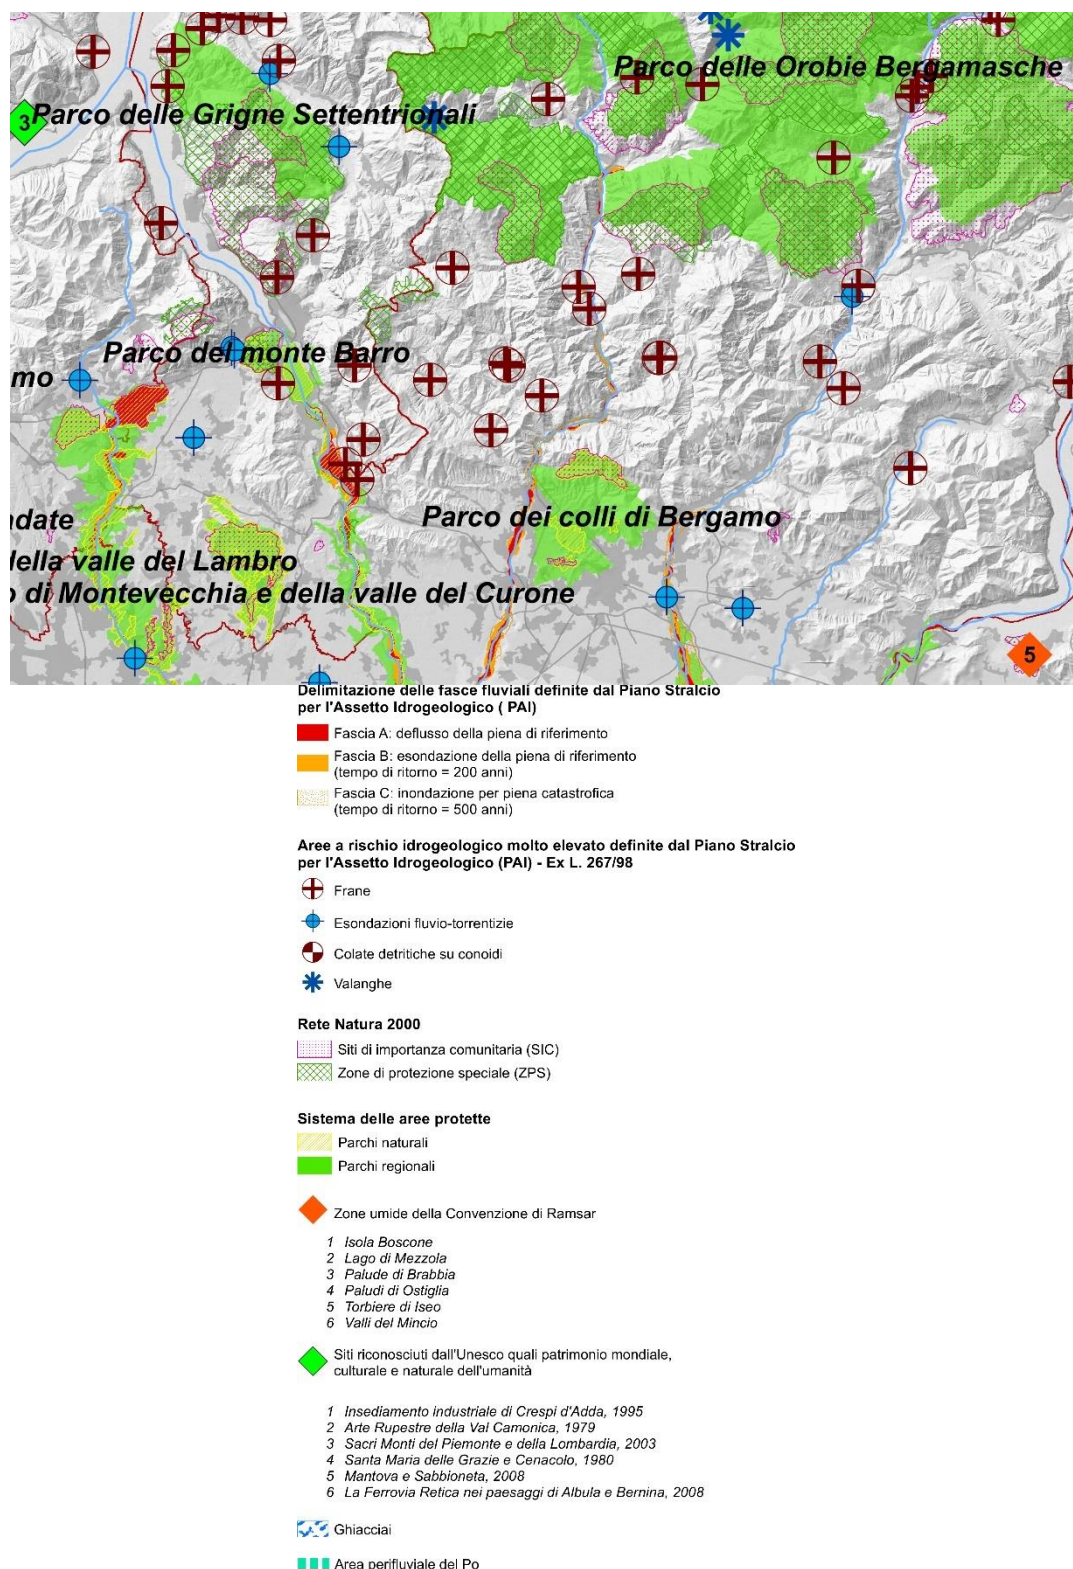 Parco delle Orobie Bergamasche
3
Parco delle Grigne Settentrionali
Parco del monte Barro
mo
Parco dei colli di Bergamo
adate
della valle del Lambro
o di Montevecchia e della valle del Curone
5
Delimitazione delle fasce fluviali definite dal Piano Stralcio
per l'Assetto Idrogeologico ( PAI)
Fascia A: deflusso della piena di riferimento
Fascia B: esondazione della piena di riferimento
(tempo di ritorno = 200 anni)
Fascia C: inondazione per piena catastrofica
(tempo di ritorno = 500 anni)
Aree a rischio idrogeologico molto elevato definite dal Piano Stralcio
per l'Assetto Idrogeologico (PAI) - Ex L. 267/98
Frane
Esondazioni fluvio-torrentizie
Colate detritiche su conoidi
Valanghe
Rete Natura 2000
Siti di importanza comunitaria (SIC)
Zone di protezione speciale (ZPS)
Sistema delle aree protette
Parchi naturali
Parchi regionali
Zone umide della Convenzione di Ramsar
1 Isola Boscone
2 Lago di Mezzola
3 Palude di Brabbia
4 Paludi di Ostiglia
5 Torbiere di Iseo
6 Valli del Mincio
Siti riconosciuti dall'Unesco quali patrimonio mondiale,
culturale e naturale dell'umanità
1 Insediamento industriale di Crespi d'Adda, 1995
2 Arte Rupestre della Val Camonica, 1979
3 Sacri Monti del Piemonte e della Lombardia, 2003
4 Santa Maria delle Grazie e Cenacolo, 1980
5 Mantova e Sabbioneta, 2008
6 La Ferrovia Retica nei paesaggi di Albula e Bernina, 2008
Ghiacciai
Area perifluviale del Po